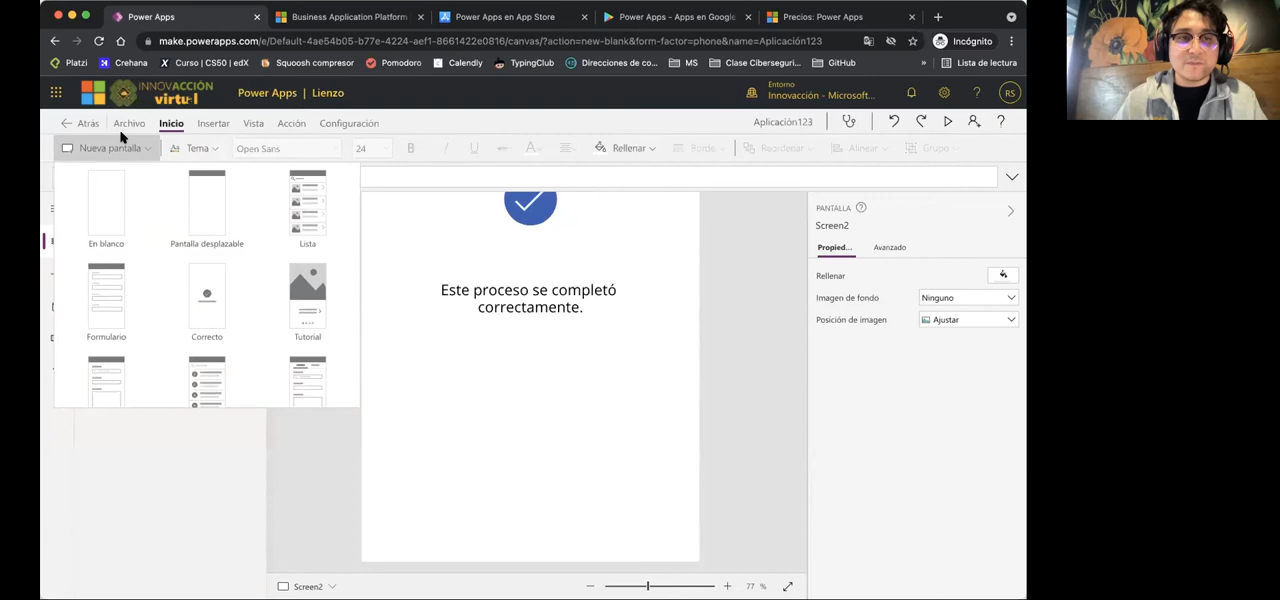 Power Apps
Business Application Platform
Power Apps en App Store
Power Apps - Apps en Google
Precios: Power Apps
make.powerapps.com/e/Default-4ae54b05-b77e-4224-aef1-8661422e0816/canvas/?action=new-blank&form-factor=phone&name=Aplicación123
Incógnito
Platzi
Crehana
Curso | CS50 | edX
Squoosh compresor
Pomodoro
Calendly
TypingClub
Direcciones de co...
MS
Clase Ciberseguri...
GitHub
»
Lista de lectura
INNOVACCIÓN
virtual
Power Apps | Lienzo
Entorno
Innovacción - Microsoft...
?
RS
Atrás
Archivo
Inicio
Insertar
Vista
Acción
Configuración
Aplicación123
?
Nueva pantalla
Tema
Open Sans
24
B
I
U
A
Rellenar
Borde
Reordenar
Alinear
Grupo
En blanco
Pantalla desplazable
Lista
Formulario
Correcto
Tutorial
Este proceso se completó
correctamente.
PANTALLA
Screen2
Propied...
Avanzado
Rellenar
Imagen de fondo
Ninguno
Posición de imagen
Ajustar
Screen2
77 %